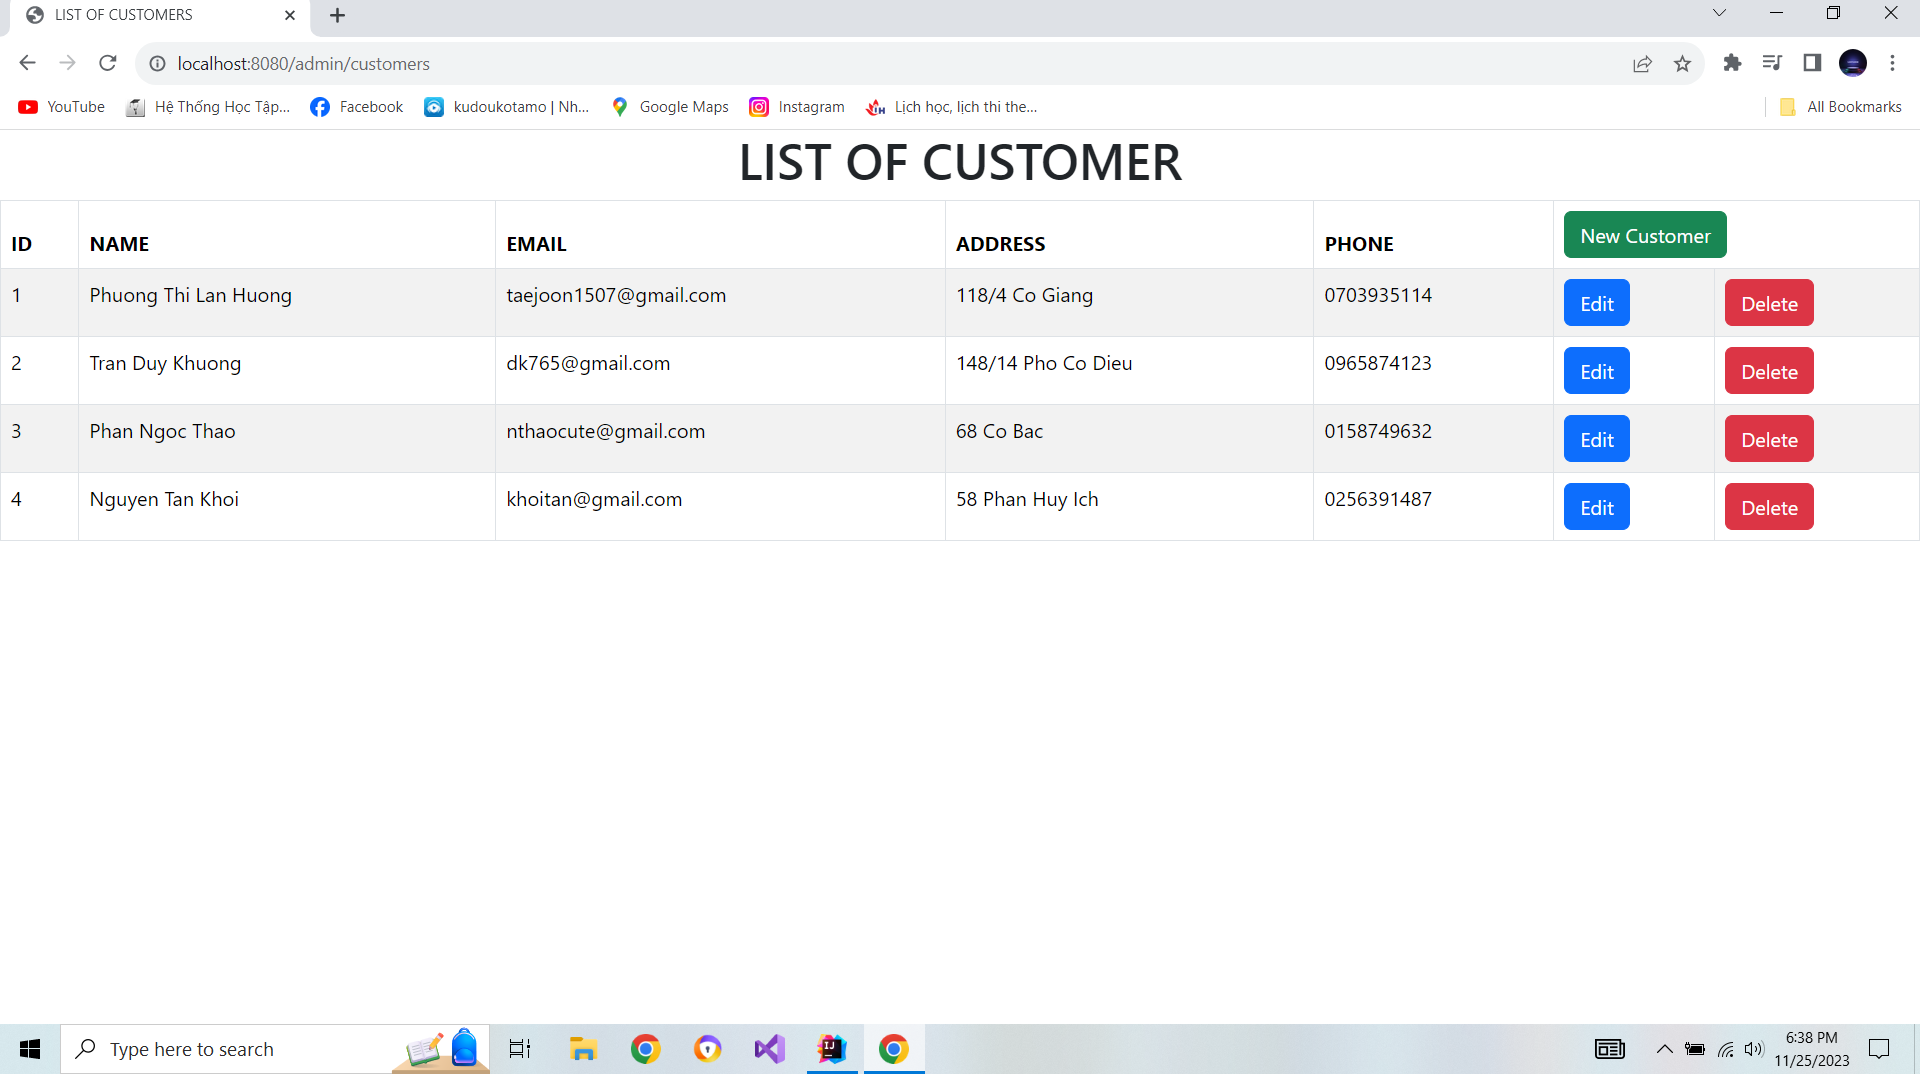 LIST OF CUSTOMERS
localhost:8080/admin/customers
YouTube Hệ Thống Học Tập... Facebook kudoukotamo | Nh... Google Maps Instagram Lịch học, lịch thi the... All Bookmarks
LIST OF CUSTOMER
ID NAME EMAIL ADDRESS PHONE New Customer
1 Phuong Thi Lan Huong taejoon1507@gmail.com 118/4 Co Giang 0703935114 Edit Delete
2 Tran Duy Khuong dk765@gmail.com 148/14 Pho Co Dieu 0965874123 Edit Delete
3 Phan Ngoc Thao nthaocute@gmail.com 68 Co Bac 0158749632 Edit Delete
4 Nguyen Tan Khoi khoitan@gmail.com 58 Phan Huy Ich 0256391487 Edit Delete
Type here to search
6:38 PM
11/25/2023